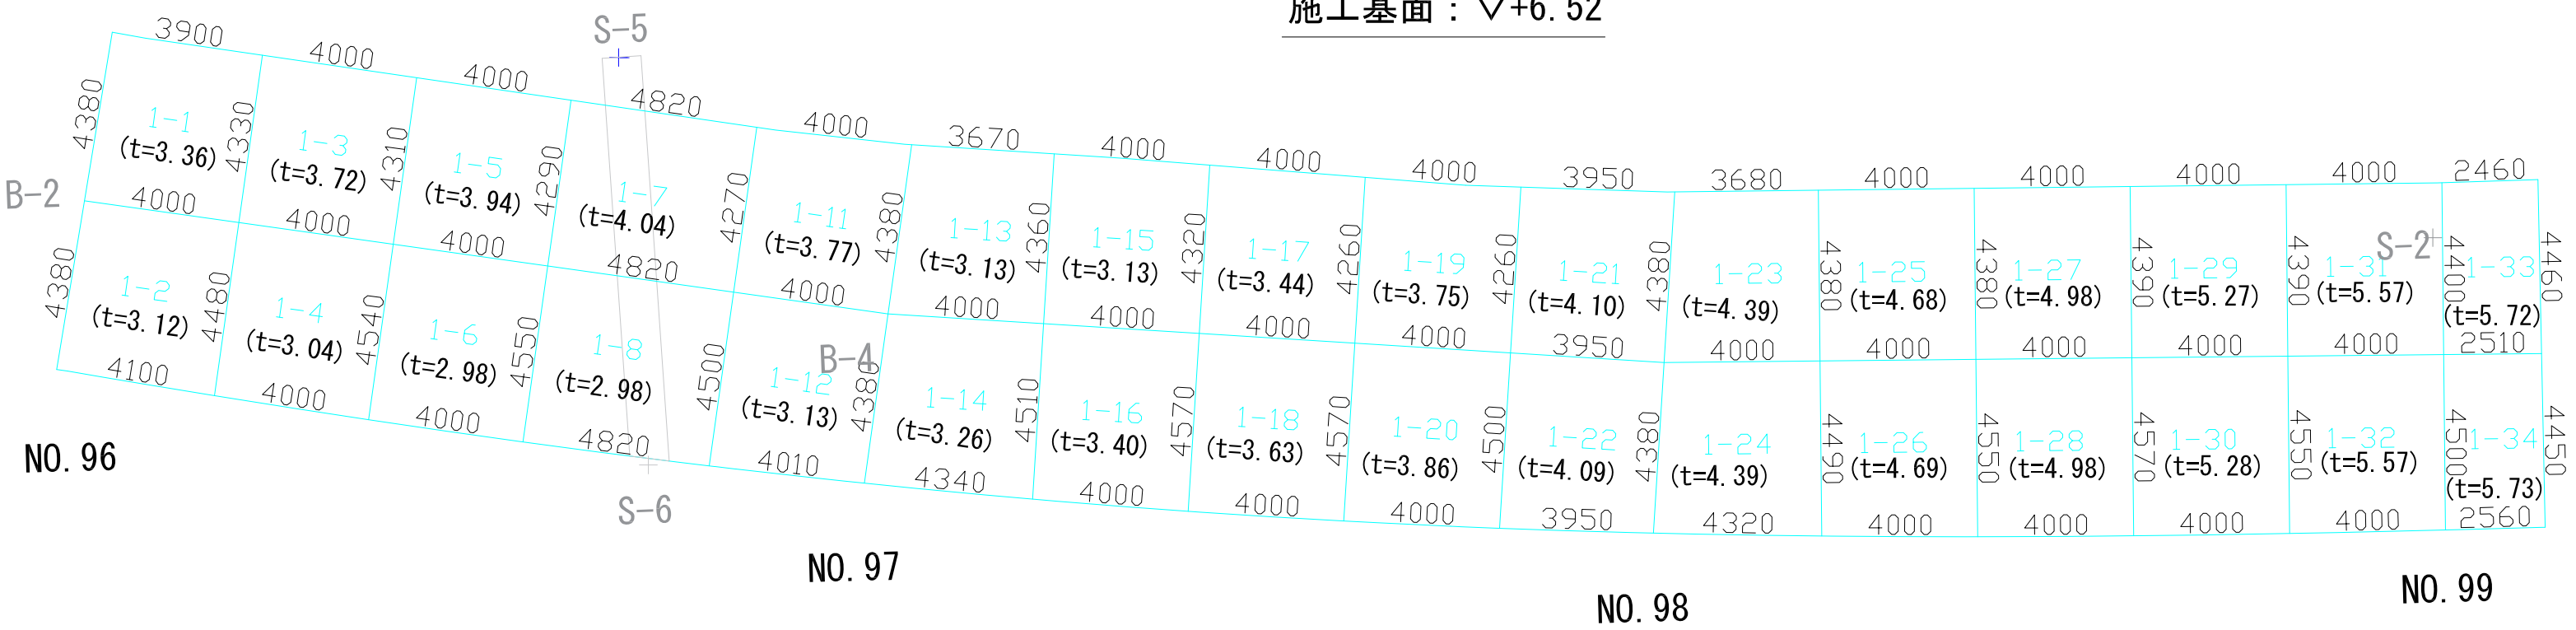 施工基面：▽+6.52
S-5
3900
4000
4000
4820
4000
3670
4000
4000
4000
3950
3680
4000
4000
4000
4000
2460
4380
1-1
(t=3.36)
4330
1-3
(t=3.72)
4310
1-5
(t=3.94)
4290
1-7
(t=4.04)
4270
1-11
(t=3.77)
4380
1-13
(t=3.13)
4360
1-15
(t=3.13)
4320
1-17
(t=3.44)
4260
1-19
(t=3.75)
4260
1-21
(t=4.10)
4380
1-23
(t=4.39)
4380
1-25
(t=4.68)
4380
1-27
(t=4.98)
4390
1-29
(t=5.27)
4390
1-31
(t=5.57)
S-2
4400
1-33
(t=5.72)
4460
B-2
4000
4000
4000
4820
4000
4000
4000
4000
4000
3950
4000
4000
4000
4000
4000
2510
4380
1-2
(t=3.12)
4480
1-4
(t=3.04)
4540
1-6
(t=2.98)
4550
1-8
(t=2.98)
4500
1-12
(t=3.13)
B-4
4380
1-14
(t=3.26)
4510
1-16
(t=3.40)
4570
1-18
(t=3.63)
4570
1-20
(t=3.86)
4500
1-22
(t=4.09)
4380
1-24
(t=4.39)
4490
1-26
(t=4.69)
4550
1-28
(t=4.98)
4570
1-30
(t=5.28)
4550
1-32
(t=5.57)
4500
1-34
(t=5.73)
4450
4100
4000
4000
4820
4010
4340
4000
4000
4000
3950
4320
4000
4000
4000
4000
2560
S-6
NO.96
NO.97
NO.98
NO.99